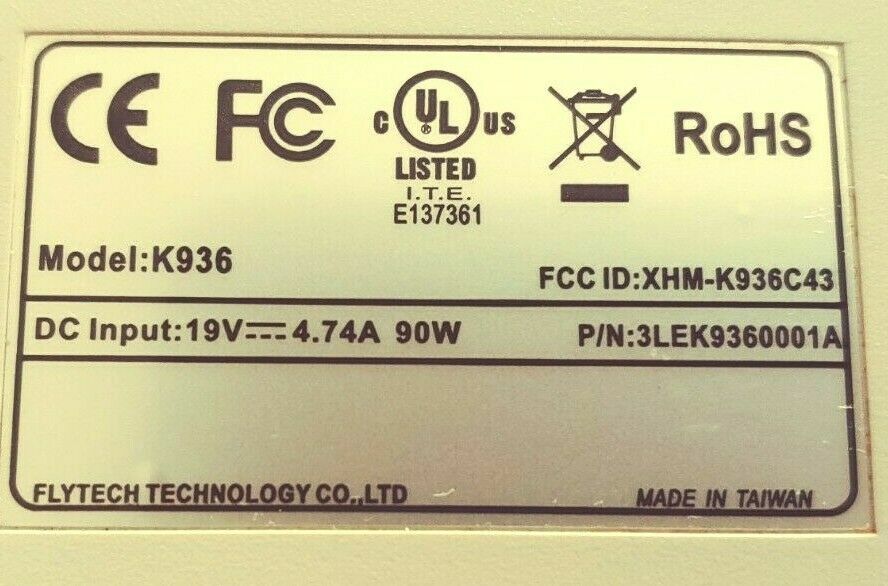 CE FC C UL ® US RoHS
LISTED
I.T.E.
E137361
Model:K936
FCC ID:XHM-K936C43
DC Input:19V⎓4.74A 90W P/N:3LEK9360001A
FLYTECH TECHNOLOGY CO.,LTD MADE IN TAIWAN